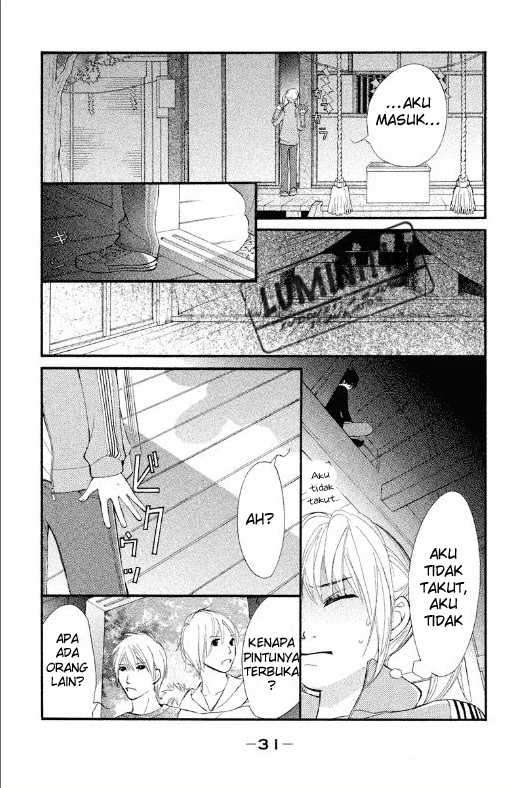 ...AKU
MASUK...
LUMINH
AH?
Aku
tidak
takut
AKU
TIDAK
TAKUT,
AKU
TIDAK
KENAPA
PINTUNYA
TERBUKA
?
APA
ADA
ORANG
LAIN?
-31-